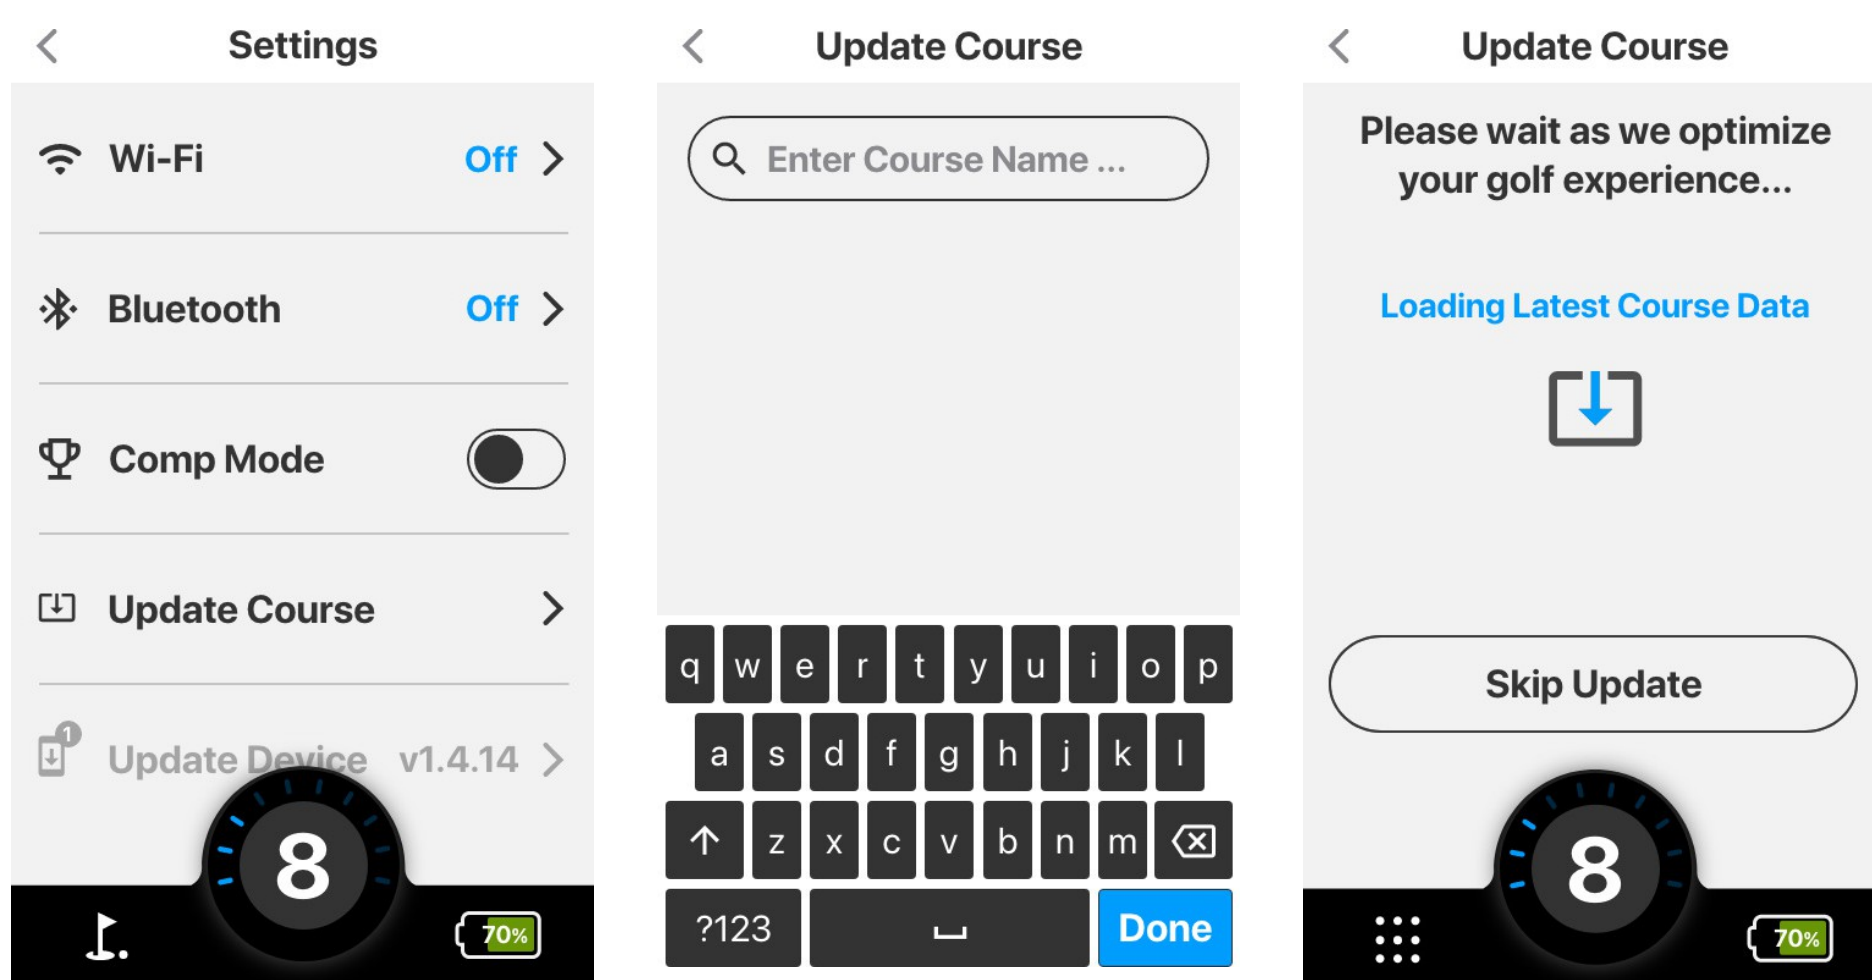 Settings
Wi-Fi Off
Bluetooth Off
Comp Mode
Update Course
1
Update Device v1.4.14
8
70%
Update Course
Enter Course Name ...
q w e r t y u i o p
a s d f g h j k l
z x c v b n m
?123 Done
Update Course
Please wait as we optimize
your golf experience...
Loading Latest Course Data
Skip Update
8
70%